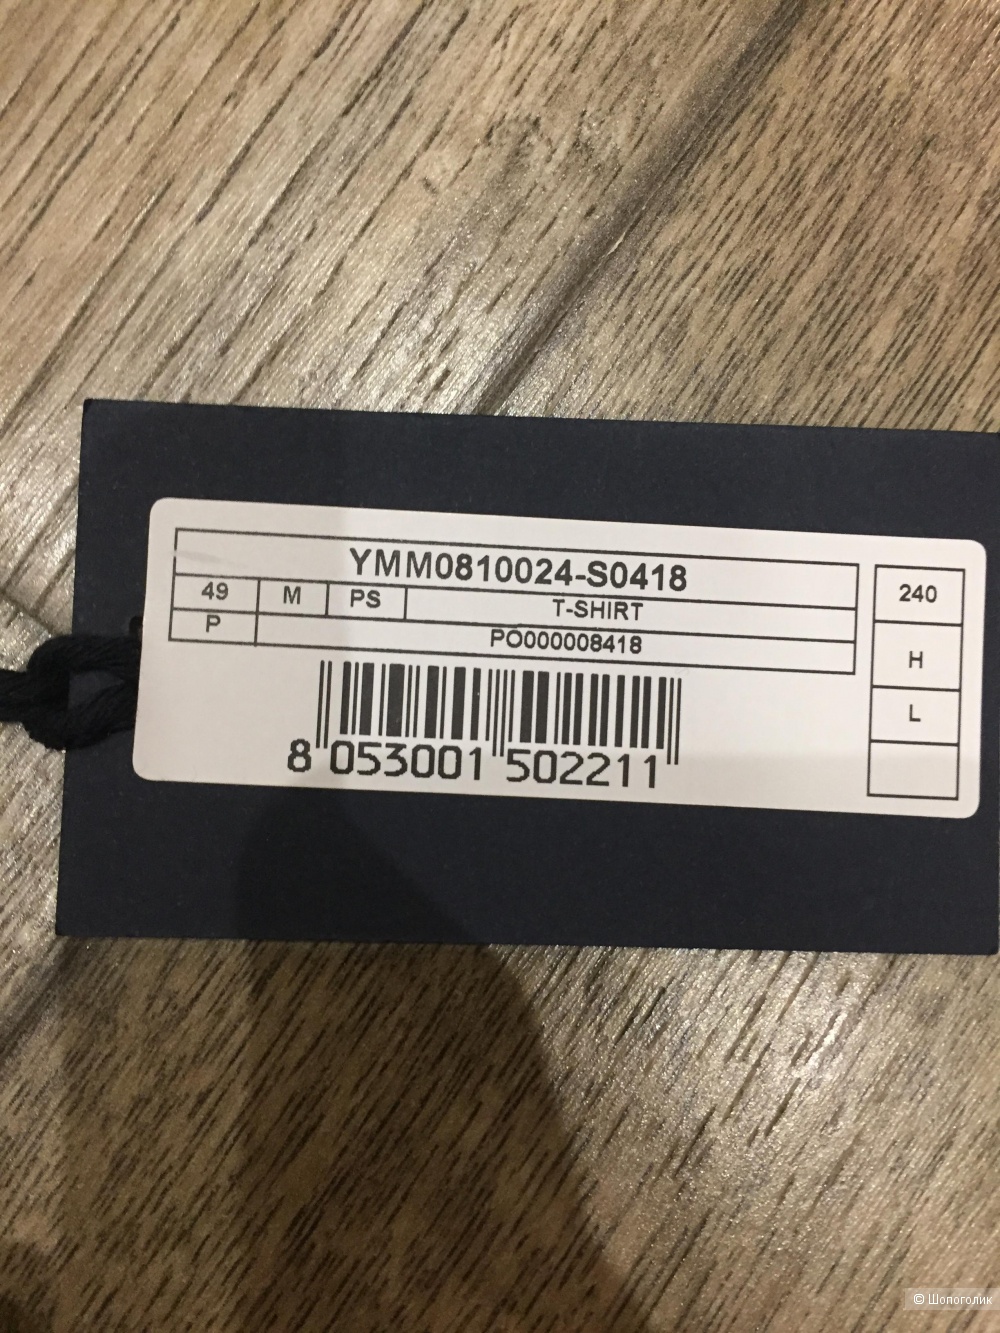 YMM0810024-S0418
49 M PS T-SHIRT
P PO000008418
8 053001 502211
240
H
L
© Шопоголик